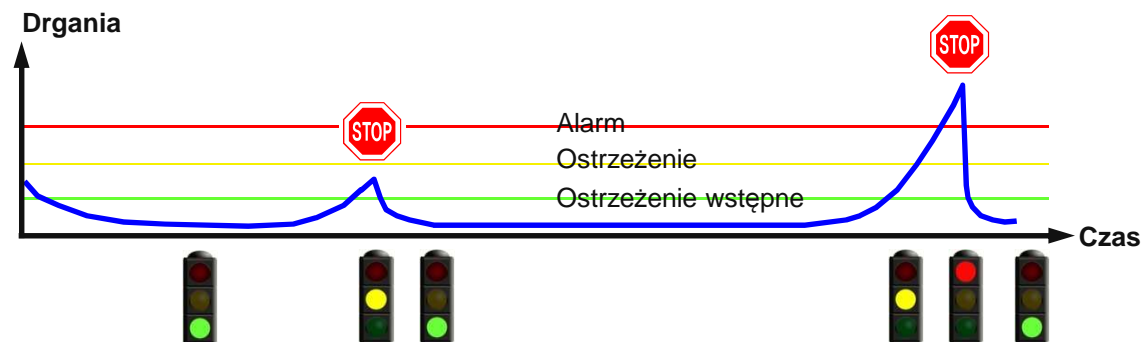 Drgania
STOP
STOP
Alarm
Ostrzeżenie
Ostrzeżenie wstępne
Czas